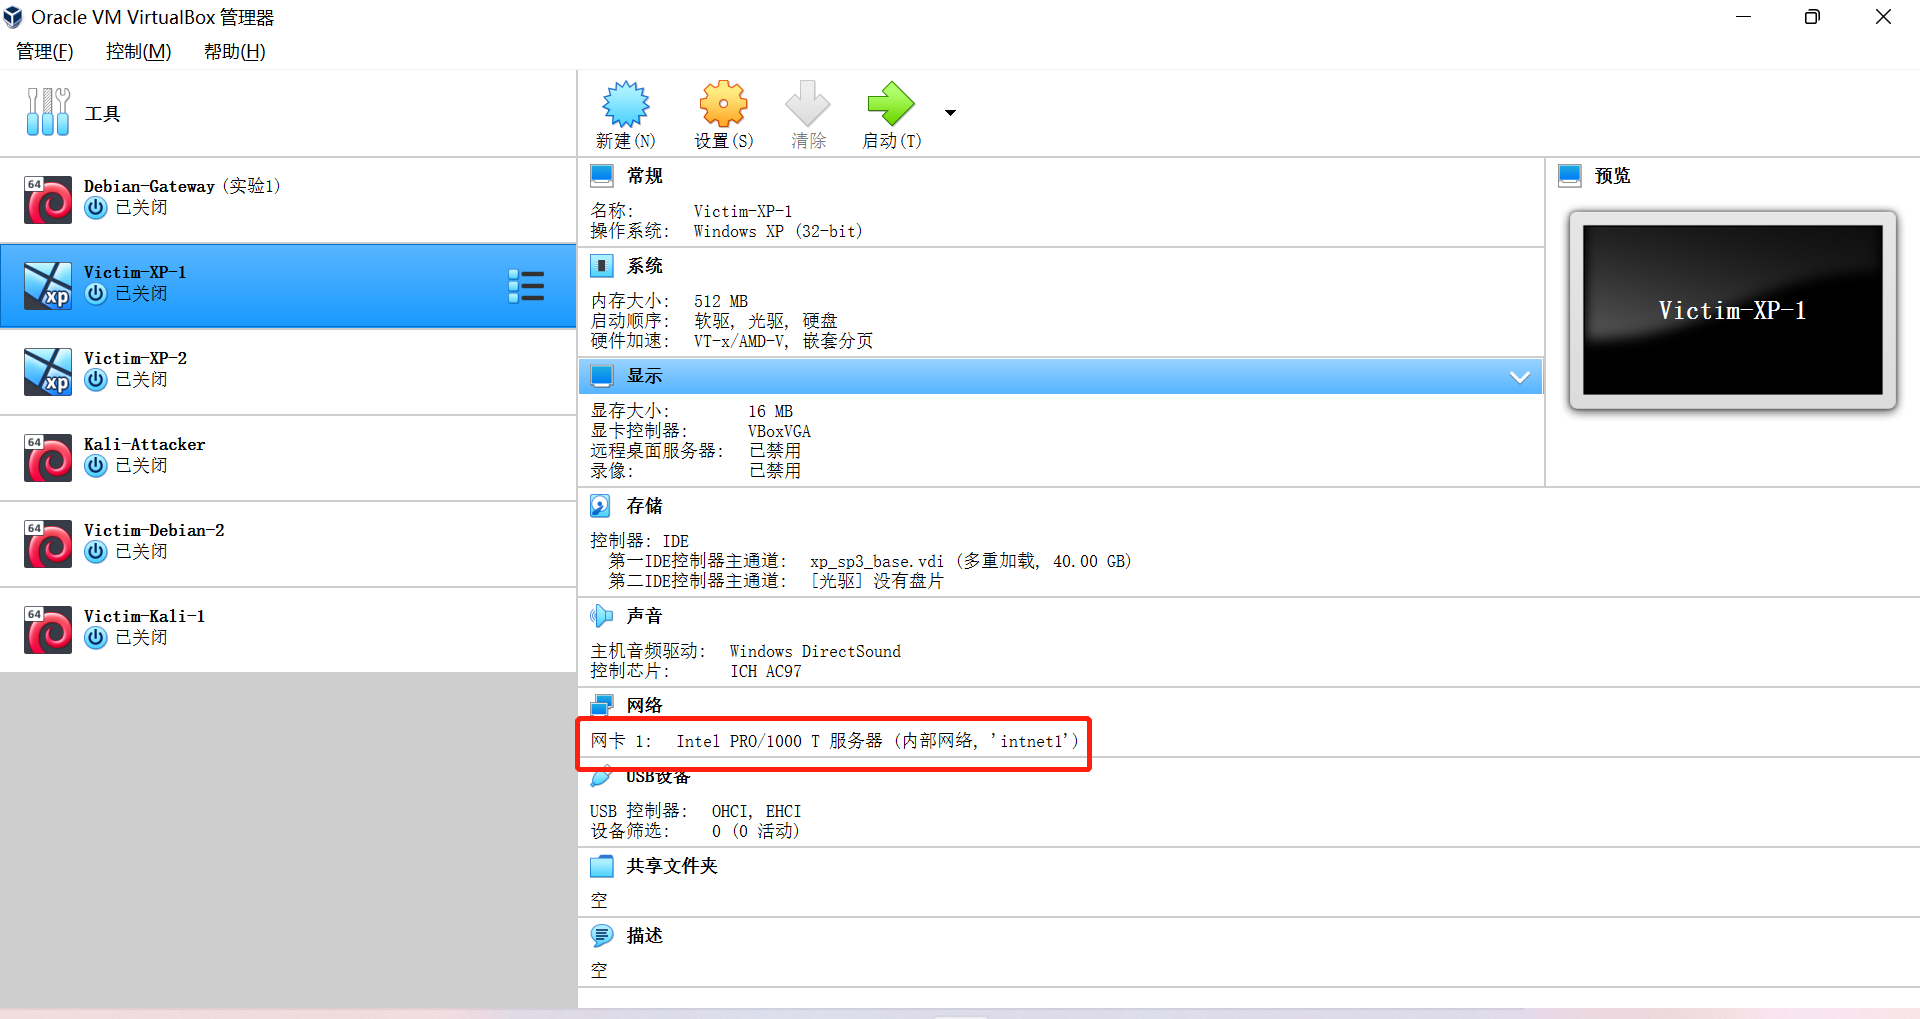 Oracle VM VirtualBox 管理器
管理(F) 控制(M) 帮助(H)
工具
新建(N) 设置(S) 清除 启动(T)
64
Debian-Gateway (实验1)
已关闭
xp
Victim-XP-1
已关闭
xp
Victim-XP-2
已关闭
64
Kali-Attacker
已关闭
64
Victim-Debian-2
已关闭
64
Victim-Kali-1
已关闭
常规
名称: Victim-XP-1
操作系统: Windows XP (32-bit)
系统
内存大小: 512 MB
启动顺序: 软驱, 光驱, 硬盘
硬件加速: VT-x/AMD-V, 嵌套分页
显示
显存大小: 16 MB
显卡控制器: VBoxVGA
远程桌面服务器: 已禁用
录像: 已禁用
存储
控制器: IDE
第一IDE控制器主通道: xp_sp3_base.vdi (多重加载, 40.00 GB)
第二IDE控制器主通道: [光驱] 没有盘片
声音
主机音频驱动: Windows DirectSound
控制芯片: ICH AC97
网络
网卡 1: Intel PRO/1000 T 服务器 (内部网络, 'intnet1')
USB设备
USB 控制器: OHCI, EHCI
设备筛选: 0 (0 活动)
共享文件夹
空
描述
空
预览
Victim-XP-1